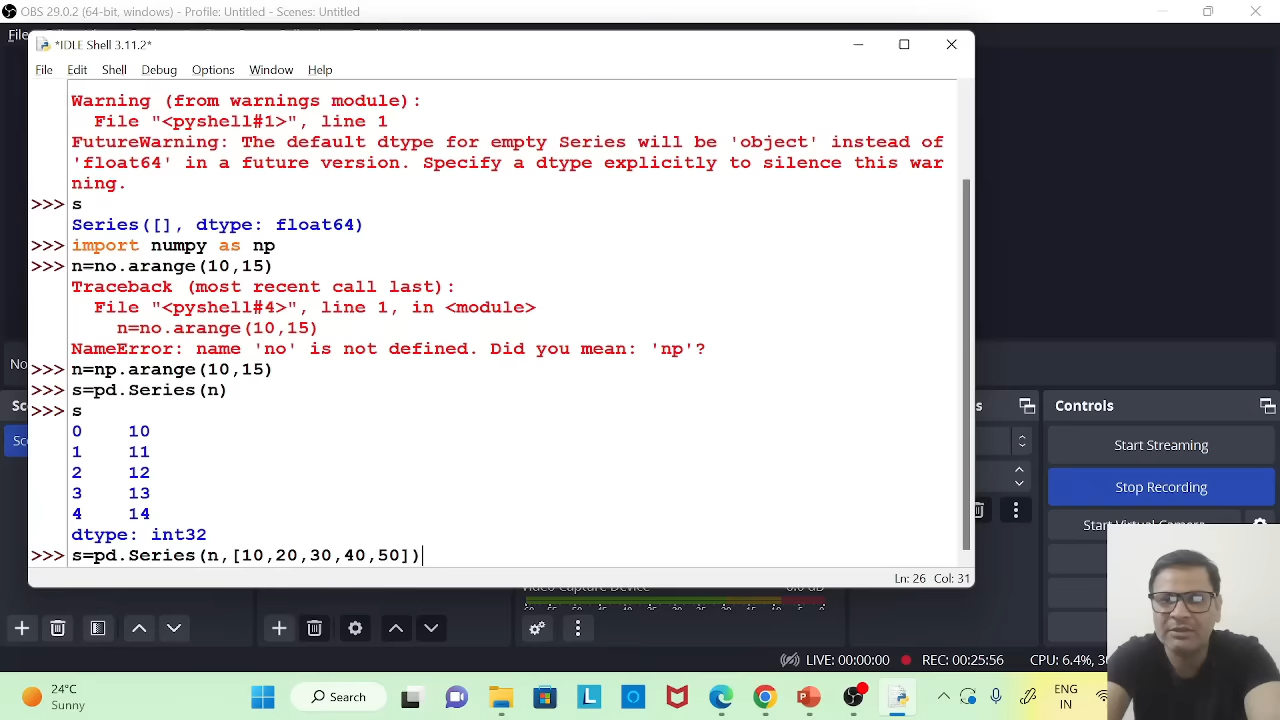 OBS 29.0.2 (64-bit, windows) - Profile: Untitled - Scenes: Untitled
File
*IDLE Shell 3.11.2*
File Edit Shell Debug Options Window Help
Warning (from warnings module):
File "<pyshell#1>", line 1
FutureWarning: The default dtype for empty Series will be 'object' instead of
'float64' in a future version. Specify a dtype explicitly to silence this war
ning.
>>> s
Series([], dtype: float64)
>>> import numpy as np
>>> n=no.arange(10,15)
Traceback (most recent call last):
File "<pyshell#4>", line 1, in <module>
n=no.arange(10,15)
NameError: name 'no' is not defined. Did you mean: 'np'?
>>> n=np.arange(10,15)
>>> s=pd.Series(n)
>>> s
0 10
1 11
2 12
3 13
4 14
dtype: int32
>>> s=pd.Series(n,[10,20,30,40,50])
Ln: 26 Col: 31
Controls
Start Streaming
Stop Recording
Start Virtual Camera
Video Capture Device
LIVE: 00:00:00 REC: 00:25:56 CPU: 6.4%, 
24°C
Sunny
Search
ENG
IN